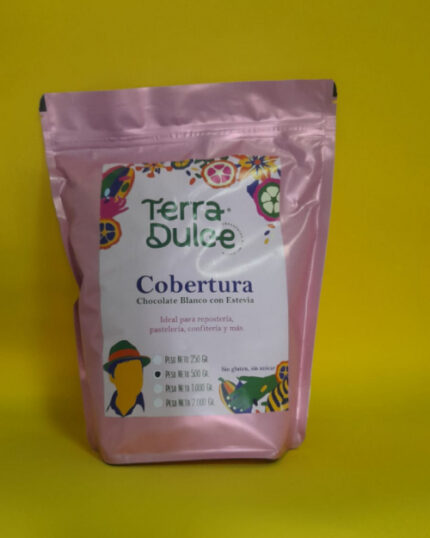 Terra
Dulce
Cobertura
Chocolate Blanco con Estevia
Ideal para repostería,
pastelería, confitería y más
Peso Neto 250 Gr.
Peso Neto 500 Gr.
Peso Neto 1.000 Gr.
Peso Neto 2.000 Gr.
Sin gluten, sin azúcar